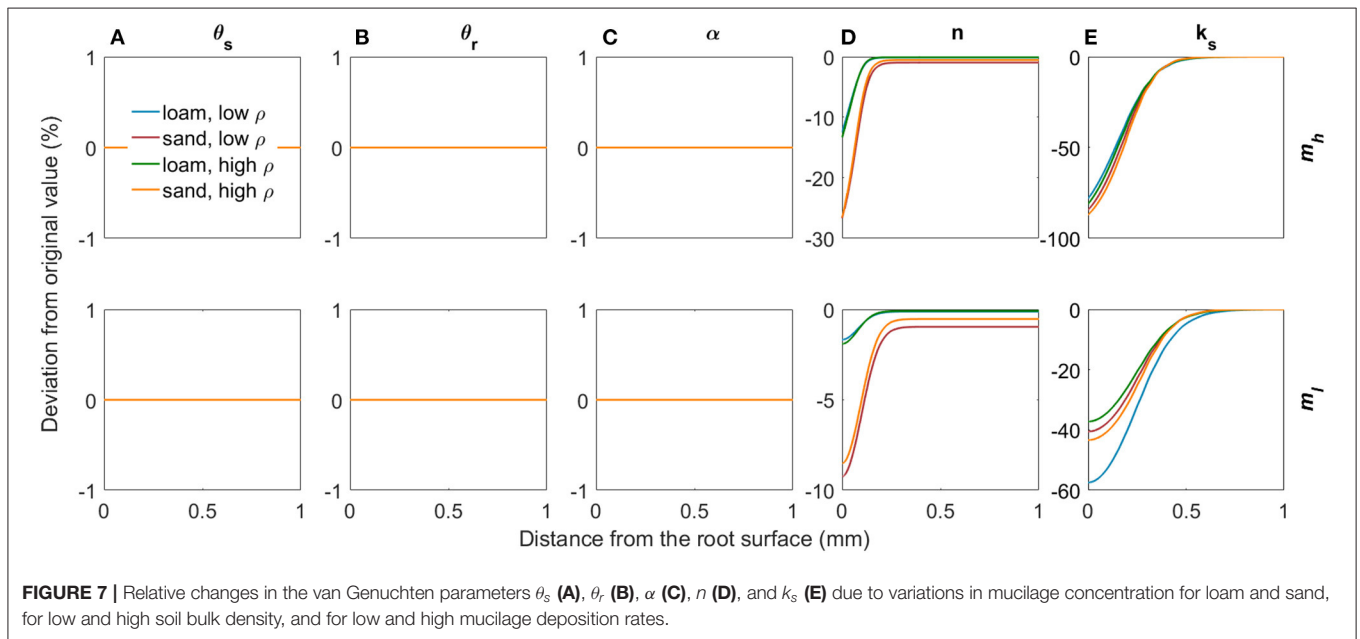 A θs B θr C α D n E ks
Deviation from original value (%)
1
0
-1
loam, low ρ
sand, low ρ
loam, high ρ
sand, high ρ
1
0
-1
1
0
-1
0
-10
-20
-30
0
-50
-100
mh
1
0
-1
0 0.5 1
1
0
-1
0 0.5 1
1
0
-1
0 0.5 1
0
-5
-10
0 0.5 1
0
-20
-40
-60
0 0.5 1
ml
Distance from the root surface (mm)
FIGURE 7 | Relative changes in the van Genuchten parameters θs (A), θr (B), α (C), n (D), and ks (E) due to variations in mucilage concentration for loam and sand,
for low and high soil bulk density, and for low and high mucilage deposition rates.